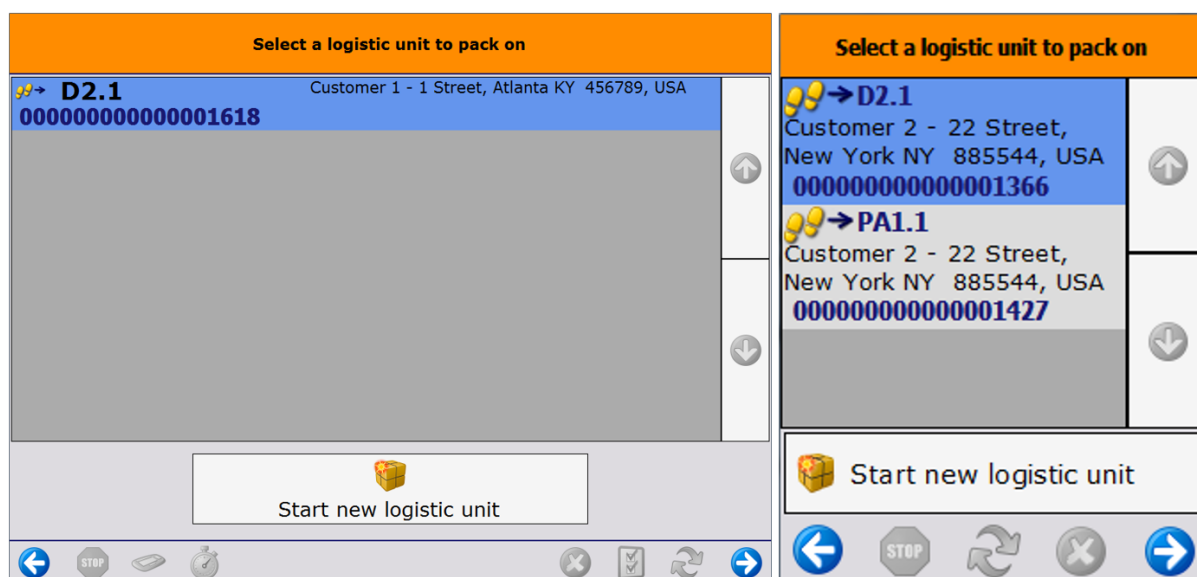 Select a logistic unit to pack on
D2.1 Customer 1 - 1 Street, Atlanta KY 456789, USA
000000000000001618
Start new logistic unit
STOP
Select a logistic unit to pack on
D2.1
Customer 2 - 22 Street,
New York NY 885544, USA
000000000000001366
PA1.1
Customer 2 - 22 Street,
New York NY 885544, USA
000000000000001427
Start new logistic unit
STOP